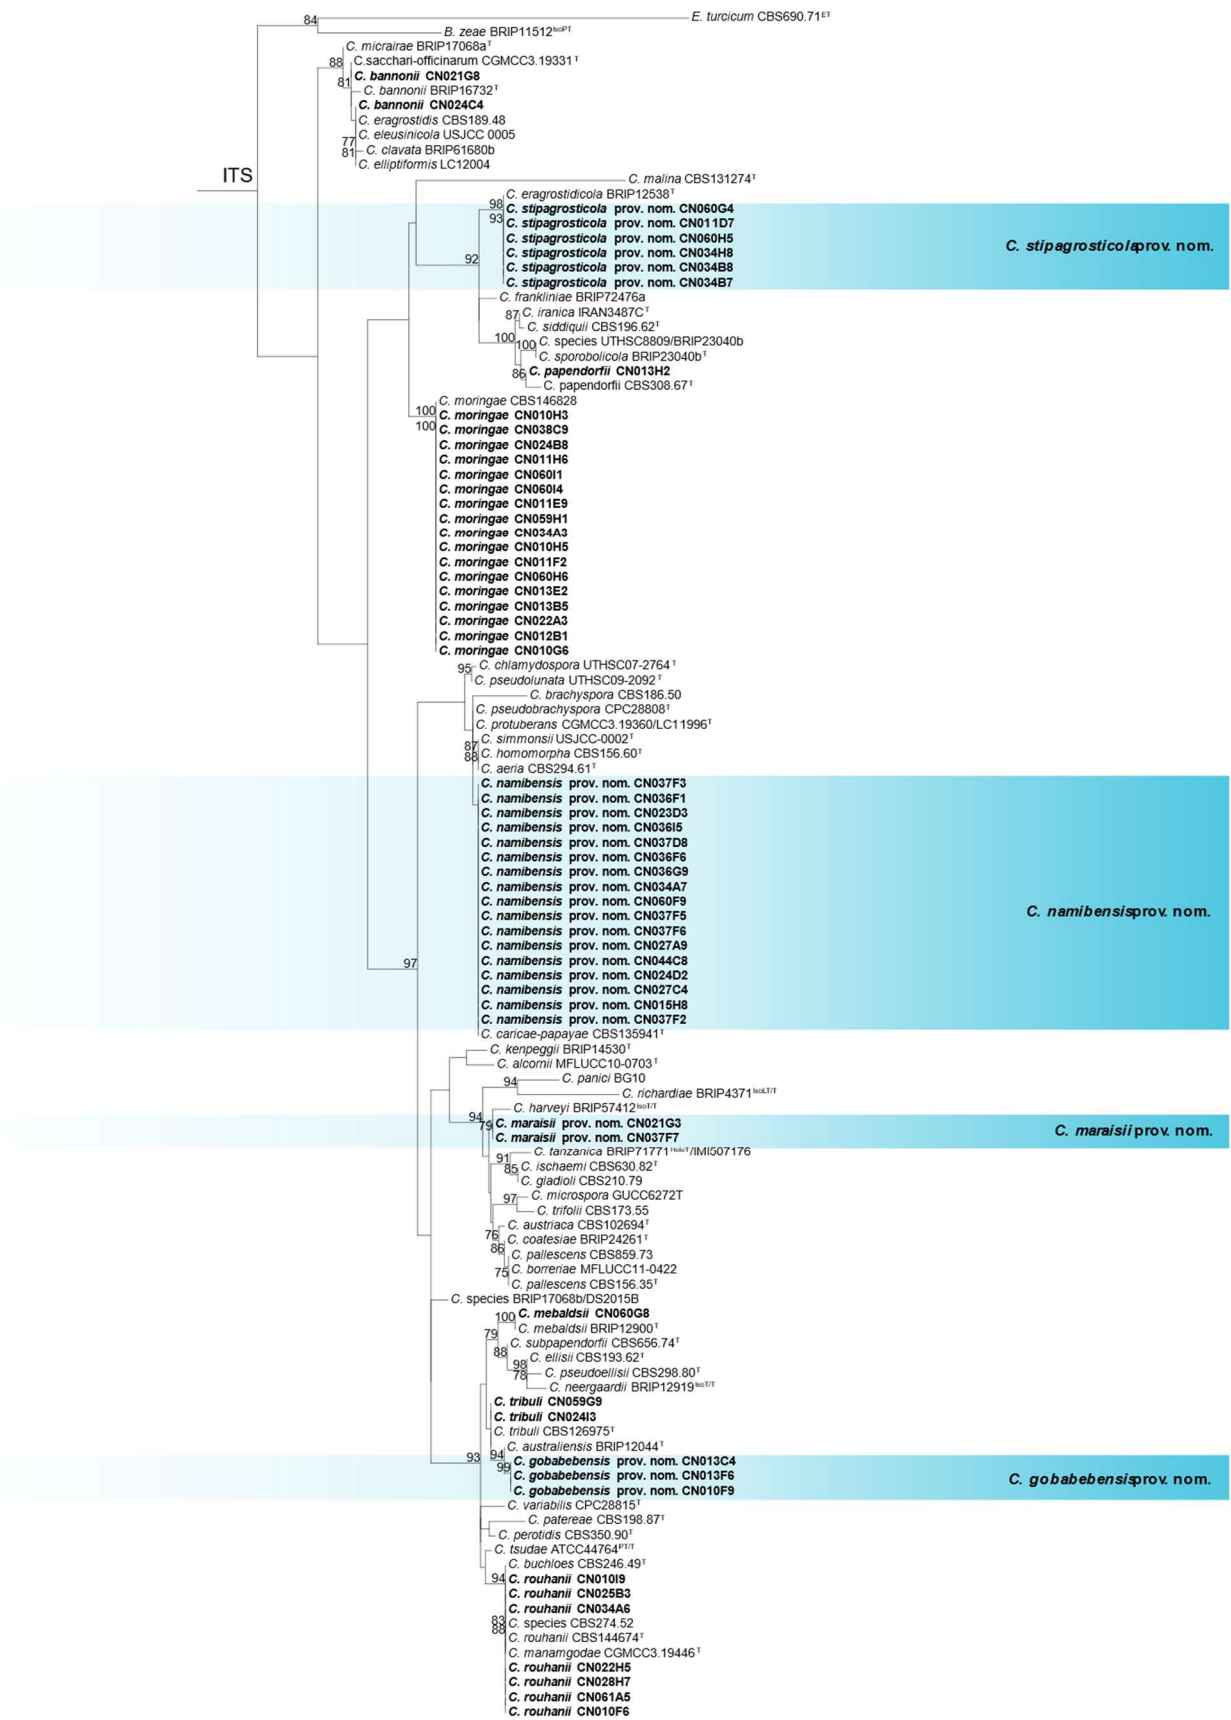 84
E. turcicum CBS690.71ET
B. zeae BRIP11512IsoPT
C. micrairae BRIP17068aT
88
C.sacchari-officinarum CGMCC3.19331T
C. bannonii CN021G8
81
C. bannonii BRIP16732T
C. bannonii CN024C4
C. eragrostidis CBS189.48
C. eleusinicola USJCC 0005
77
81
C. clavata BRIP61680b
C. elliptiformis LC12004
ITS
C. malina CBS131274T
C. eragrostidicola BRIP12538T
98
C. stipagrosticola prov. nom. CN060G4
93
C. stipagrosticola prov. nom. CN011D7
C. stipagrosticola prov. nom. CN060H5
C. stipagrosticola prov. nom.
C. stipagrosticola prov. nom. CN034H8
92
C. stipagrosticola prov. nom. CN034B8
C. stipagrosticola prov. nom. CN034B7
C. frankliniae BRIP72476a
87
C. iranica IRAN3487CT
C. siddiquii CBS196.62T
100
100
C. species UTHSC8809/BRIP23040b
C. sporobolicola BRIP23040bT
86
C. papendorfii CN013H2
C. papendorfii CBS308.67T
C. moringae CBS146828
100
C. moringae CN010H3
100
C. moringae CN038C9
C. moringae CN024B8
C. moringae CN011H6
C. moringae CN060I1
C. moringae CN060I4
C. moringae CN011E9
C. moringae CN059H1
C. moringae CN034A3
C. moringae CN010H5
C. moringae CN011F2
C. moringae CN060H6
C. moringae CN013E2
C. moringae CN013B5
C. moringae CN022A3
C. moringae CN012B1
C. moringae CN010G6
95
C. chlamydospora UTHSC07-2764T
C. pseudolunata UTHSC09-2092T
C. brachyspora CBS186.50
C. pseudobrachyspora CPC28808T
C. protuberans CGMCC3.19360/LC11996T
C. simmonsii USJCC-0002T
87
88
C. homomorpha CBS156.60T
C. aeria CBS294.61T
C. namibensis prov. nom. CN037F3
C. namibensis prov. nom. CN036F1
C. namibensis prov. nom. CN023D3
C. namibensis prov. nom. CN036I5
C. namibensis prov. nom. CN037D8
C. namibensis prov. nom. CN036F6
C. namibensis prov. nom. CN036G9
C. namibensis prov. nom. CN034A7
C. namibensis prov. nom. CN060F9
C. namibensis prov. nom.
C. namibensis prov. nom. CN037F5
C. namibensis prov. nom. CN037F6
C. namibensis prov. nom. CN027A9
97
C. namibensis prov. nom. CN044C8
C. namibensis prov. nom. CN024D2
C. namibensis prov. nom. CN027C4
C. namibensis prov. nom. CN015H8
C. namibensis prov. nom. CN037F2
C. caricae-papayae CBS135941T
C. kenpeggii BRIP14530T
C. alcornii MFLUCC10-0703T
94
C. panici BG10
C. richardiae BRIP4371IsoLT/T
C. harveyi BRIP57412IsoT/T
94
79
C. maraisii prov. nom. CN021G3
C. maraisii prov. nom.
C. maraisii prov. nom. CN037F7
C. tanzanica BRIP71771HoloT/IMI507176
91
C. ischaemi CBS630.82T
85
C. gladioli CBS210.79
97
C. microspora GUCC6272T
C. trifolii CBS173.55
C. austriaca CBS102694T
76
C. coatesiae BRIP24261T
86
C. pallescens CBS859.73
C. borreriae MFLUCC11-0422
75
C. pallescens CBS156.35T
C. species BRIP17068b/DS2015B
100
C. mebaldsii CN060G8
C. mebaldsii BRIP12900T
79
C. subpapendorfii CBS656.74T
88
C. ellisii CBS193.62T
98
78
C. pseudoellisii CBS298.80T
C. neergaardii BRIP12919IsoT/T
C. tribuli CN059G9
C. tribuli CN024I3
C. tribuli CBS126975T
C. australiensis BRIP12044T
93
94
C. gobabebensis prov. nom. CN013C4
99
C. gobabebensis prov. nom. CN013F6
C. gobabebensis prov. nom.
C. gobabebensis prov. nom. CN010F9
C. variabilis CPC28815T
C. patereae CBS198.87T
C. perotidis CBS350.90T
C. tsudae ATCC44764PT/T
C. buchloes CBS246.49T
94
C. rouhanii CN010I9
C. rouhanii CN025B3
C. rouhanii CN034A6
83
88
C. species CBS274.52
C. rouhanii CBS144674T
C. manamgodae CGMCC3.19446T
C. rouhanii CN022H5
C. rouhanii CN028H7
C. rouhanii CN061A5
C. rouhanii CN010F6